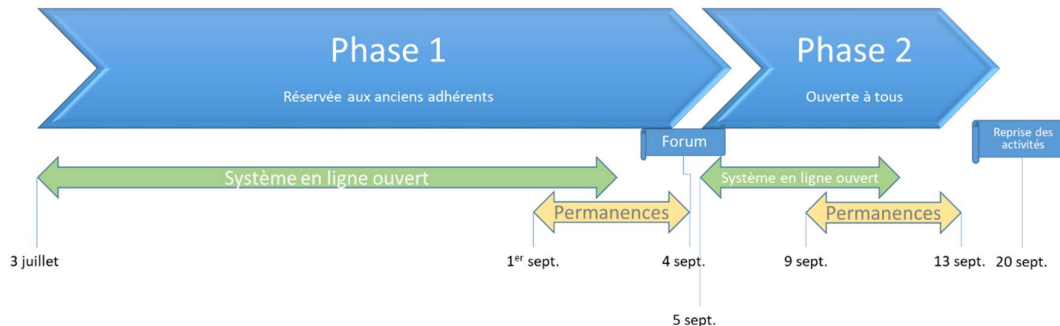 Phase 1
Réservée aux anciens adhérents
Phase 2
Ouverte à tous
Forum
Reprise des
activités
Système en ligne ouvert
Système en ligne ouvert
Permanences
Permanences
3 juillet
1er sept.
4 sept.
9 sept.
13 sept.
20 sept.
5 sept.